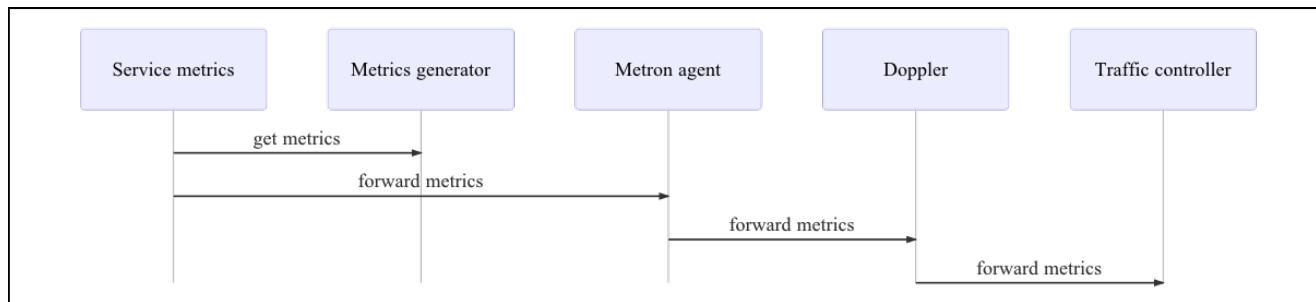 Service metrics
Metrics generator
Metron agent
Doppler
Traffic controller
get metrics
forward metrics
forward metrics
forward metrics